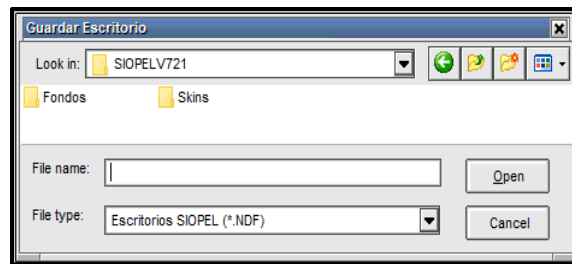 Guardar Escritorio
Look in: SIOPELV721
Fondos Skins
File name: Open
File type: Escritorios SIOPEL (*.NDF) Cancel